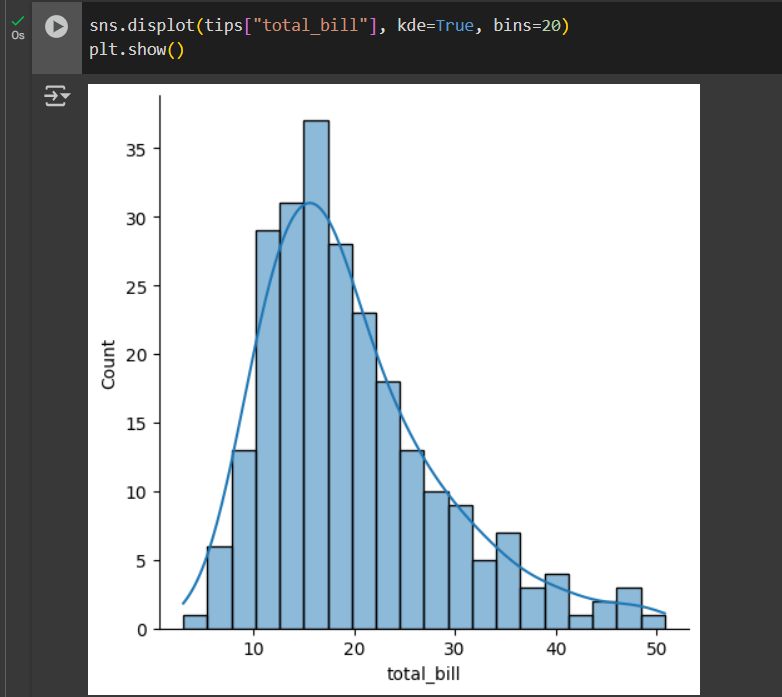 sns.displot(tips["total_bill"], kde=True, bins=20)
plt.show()
0s
35
30
25
20
15
10
5
0
Count
10 20 30 40 50
total_bill